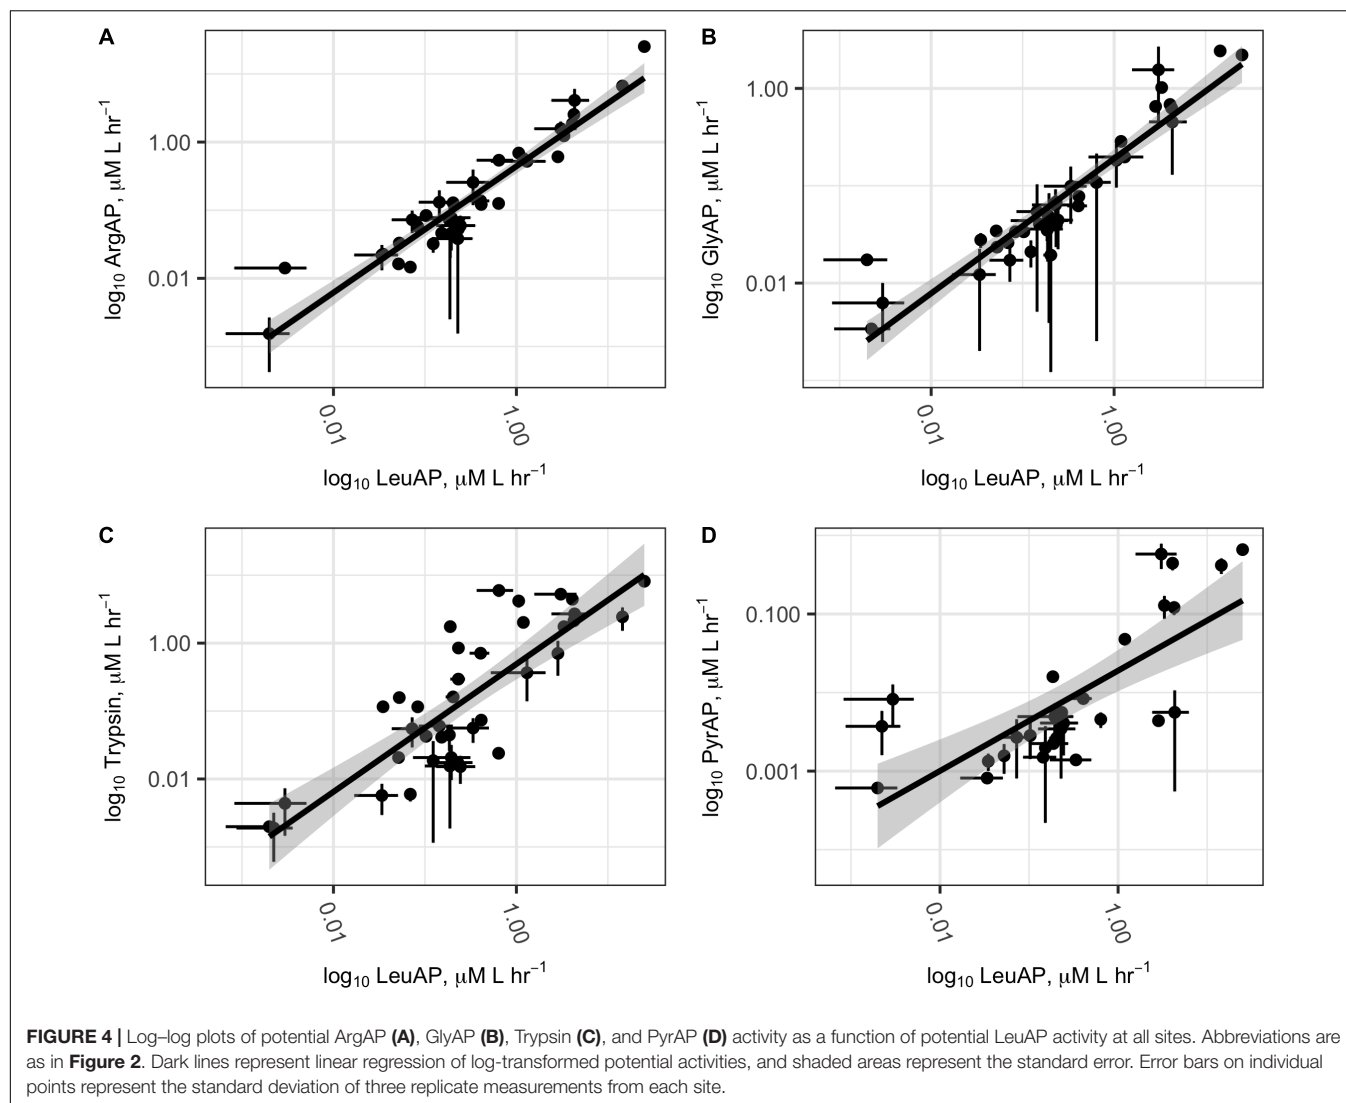 A
log₁₀ ArgAP, μM L hr⁻¹
1.00
0.01
0.01
1.00
log₁₀ LeuAP, μM L hr⁻¹
B
log₁₀ GlyAP, μM L hr⁻¹
1.00
0.01
0.01
1.00
log₁₀ LeuAP, μM L hr⁻¹
C
log₁₀ Trypsin, μM L hr⁻¹
1.00
0.01
0.01
1.00
log₁₀ LeuAP, μM L hr⁻¹
D
log₁₀ PyrAP, μM L hr⁻¹
0.100
0.001
0.01
1.00
log₁₀ LeuAP, μM L hr⁻¹
FIGURE 4 | Log–log plots of potential ArgAP (A), GlyAP (B), Trypsin (C), and PyrAP (D) activity as a function of potential LeuAP activity at all sites. Abbreviations are
as in Figure 2. Dark lines represent linear regression of log-transformed potential activities, and shaded areas represent the standard error. Error bars on individual
points represent the standard deviation of three replicate measurements from each site.